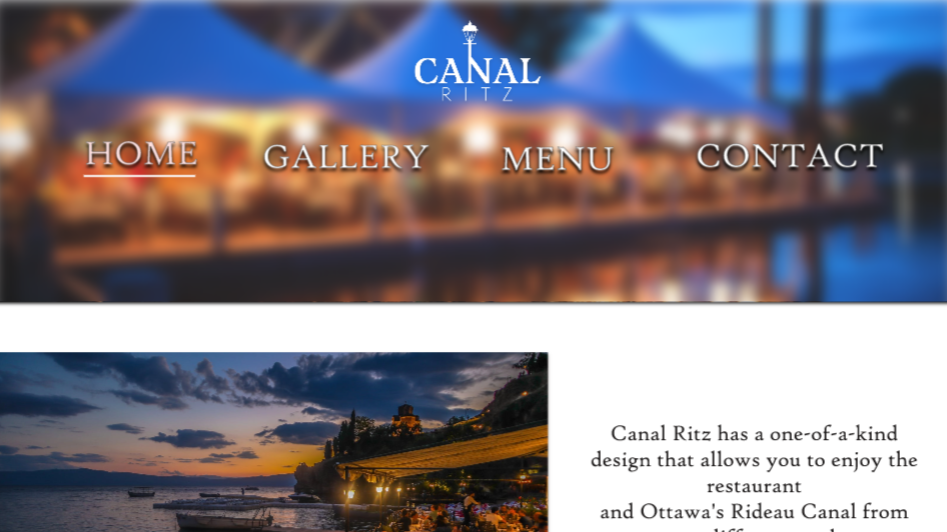 CANAL
RITZ
HOME GALLERY MENU CONTACT
Canal Ritz has a one-of-a-kind
design that allows you to enjoy the
restaurant
and Ottawa's Rideau Canal from